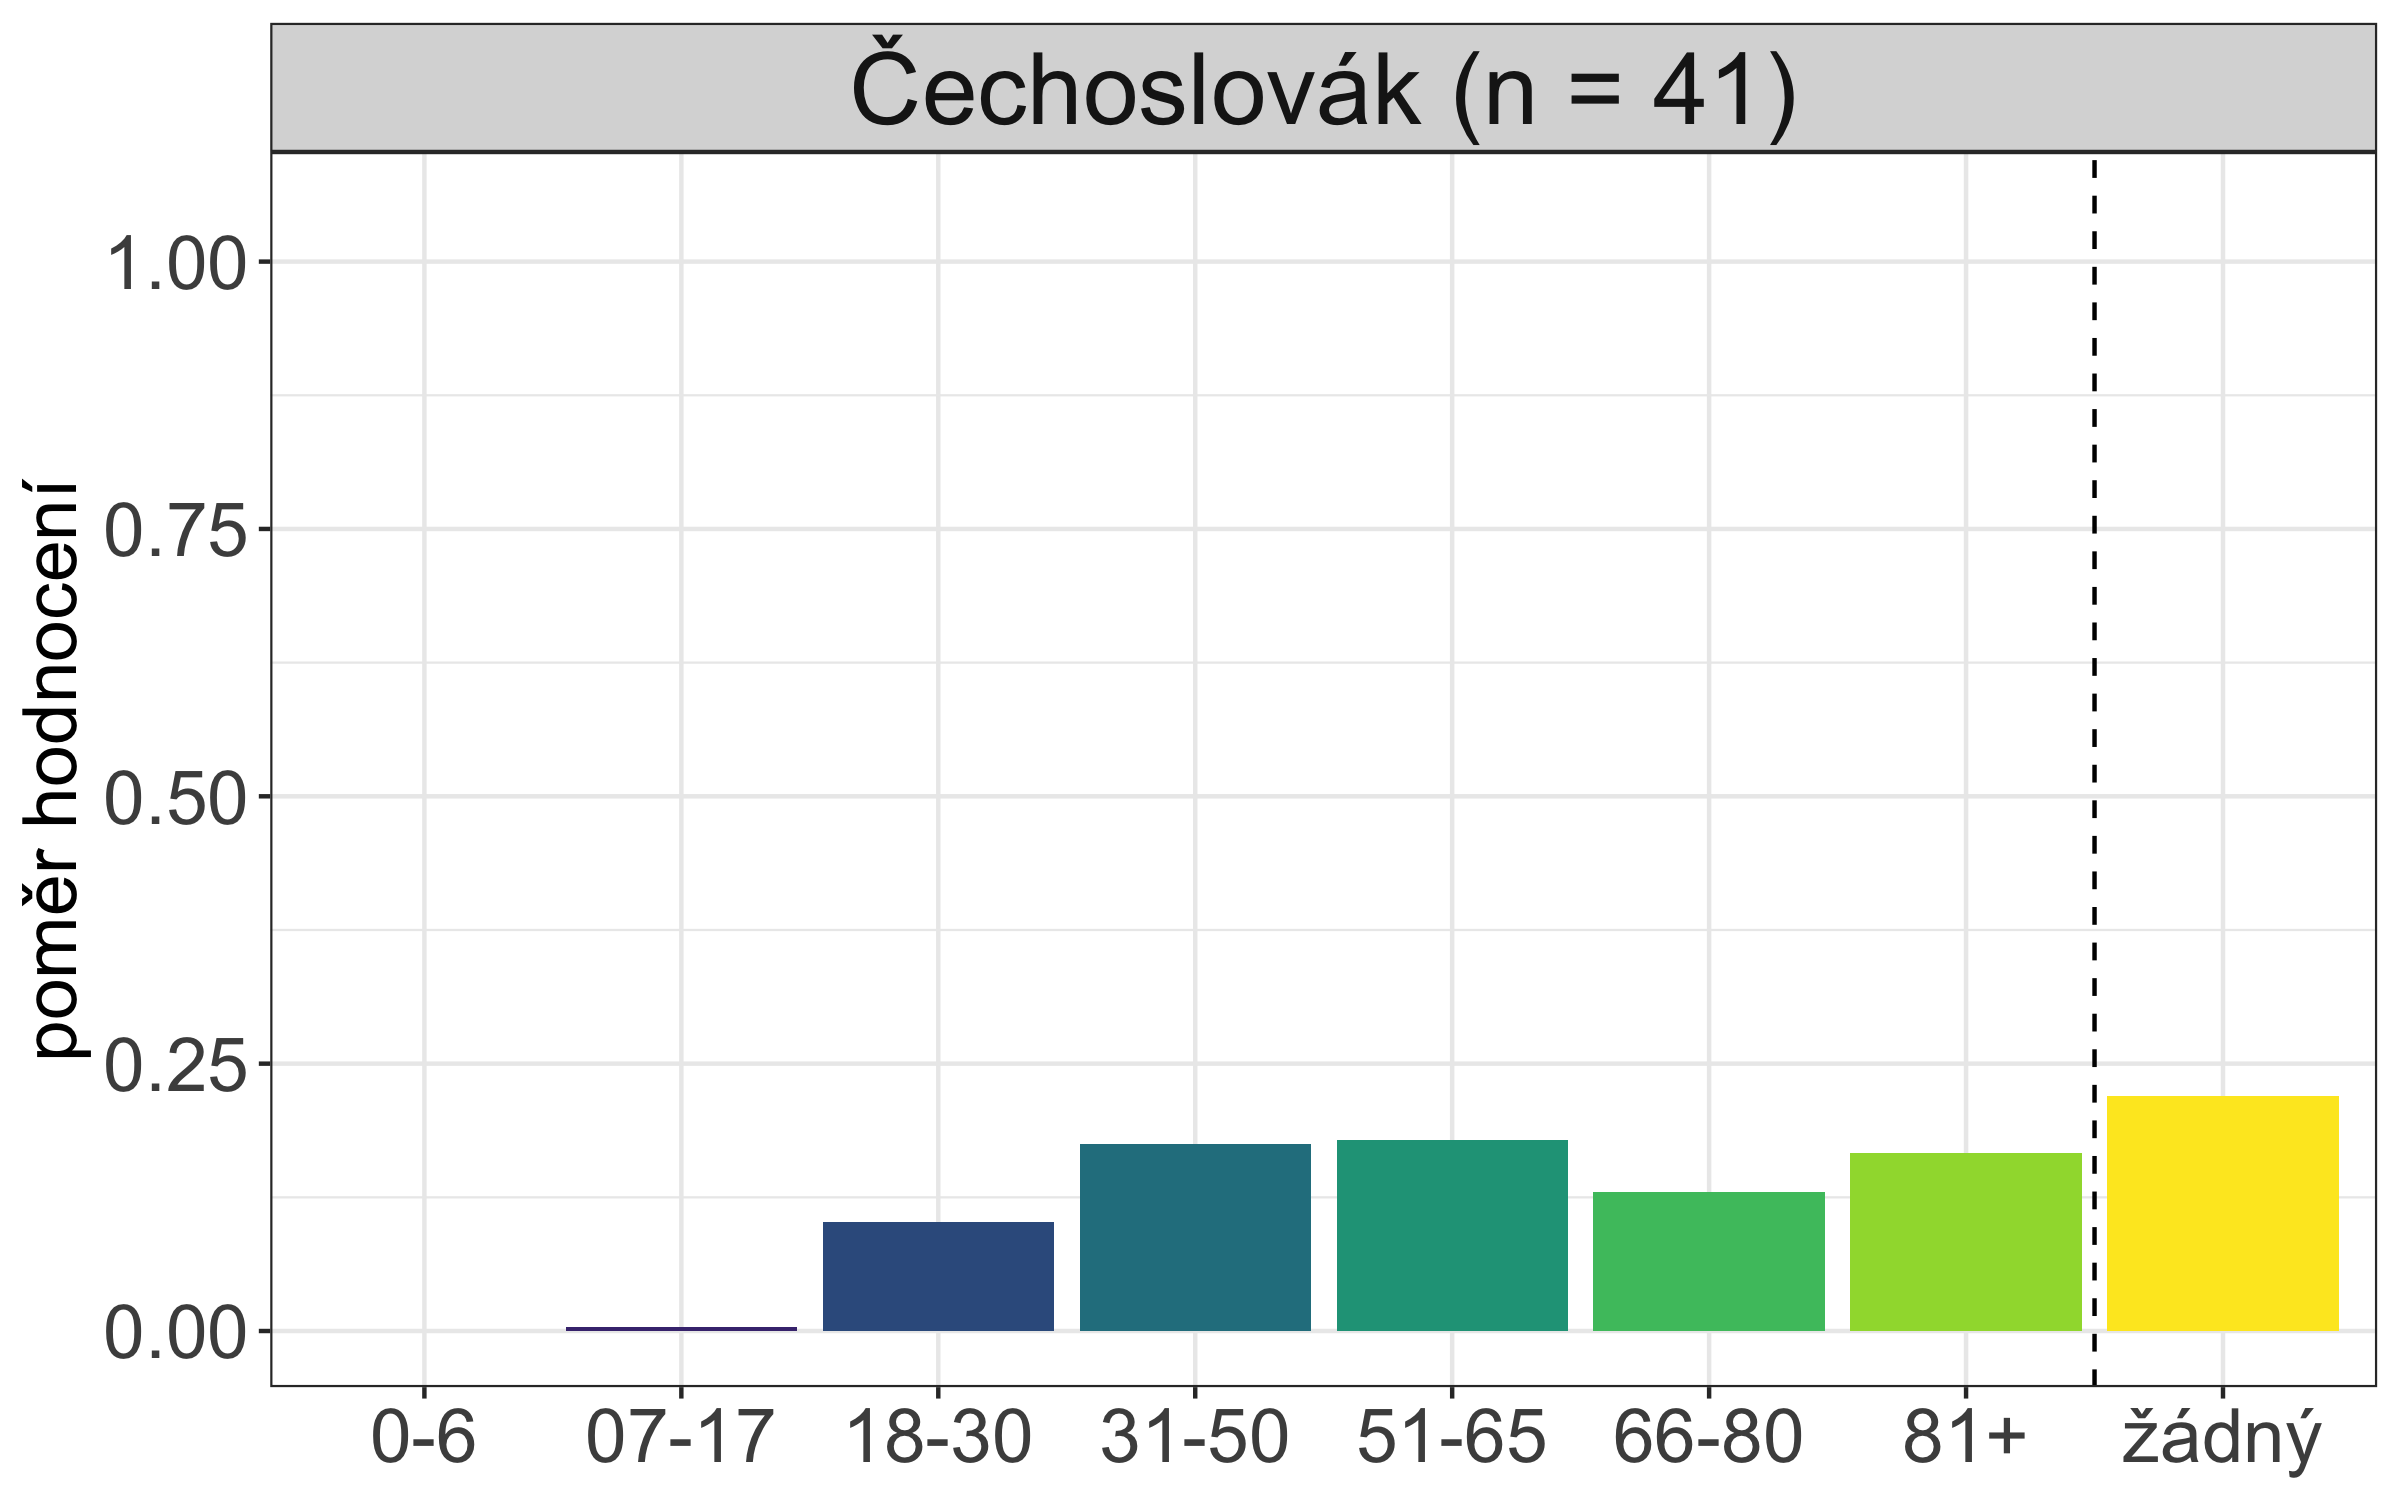 Čechoslovák (n = 41)
poměr hodnocení
1.00
0.75
0.50
0.25
0.00
0-6 07-17 18-30 31-50 51-65 66-80 81+ žádný